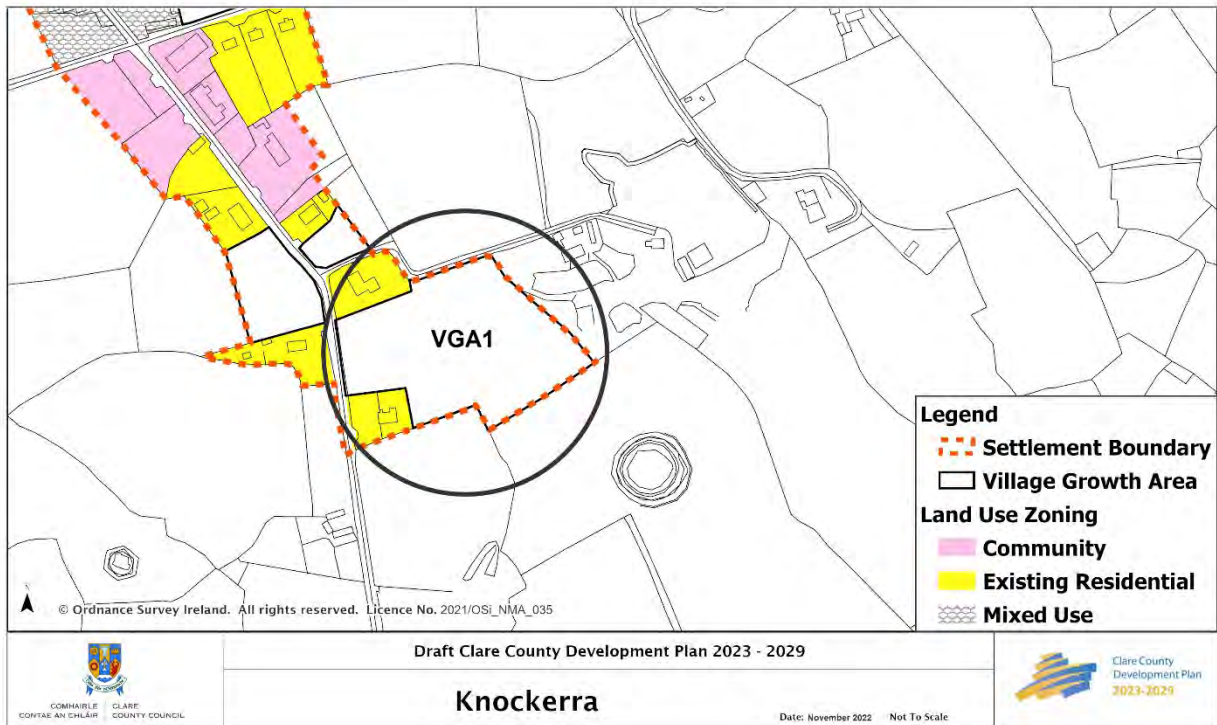 VGA1
Legend
Settlement Boundary
Village Growth Area
Land Use Zoning
Community
Existing Residential
Mixed Use
© Ordnance Survey Ireland. All rights reserved. Licence No. 2021/OSi_NMA_035
COMHAIRLE CONTAE AN CHLÁIR
CLARE COUNTY COUNCIL
Draft Clare County Development Plan 2023 - 2029
Knockerra
Date: November 2022 Not To Scale
Clare County
Development Plan
2023-2029